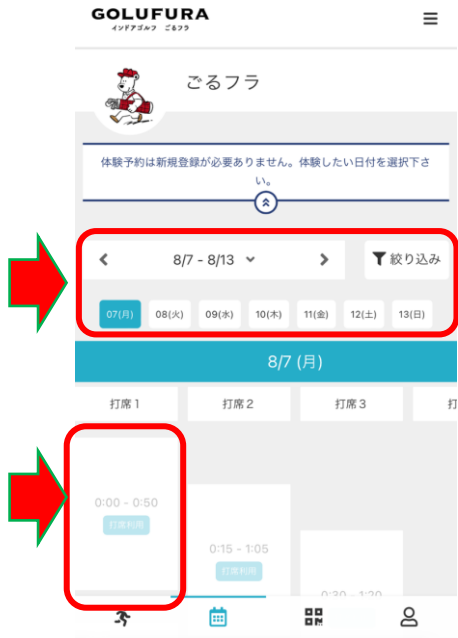 GOLUFURA
インドアゴルフ ごるフラ
ごるフラ
体験予約は新規登録が必要ありません。体験したい日付を選択下さ
い。
8/7 - 8/13
絞り込み
07(月) 08(火) 09(水) 10(木) 11(金) 12(土) 13(日)
8/7 (月)
打席 1 打席 2 打席 3 打
0:00 - 0:50
打席利用
0:15 - 1:05
打席利用
0:30 - 1:20